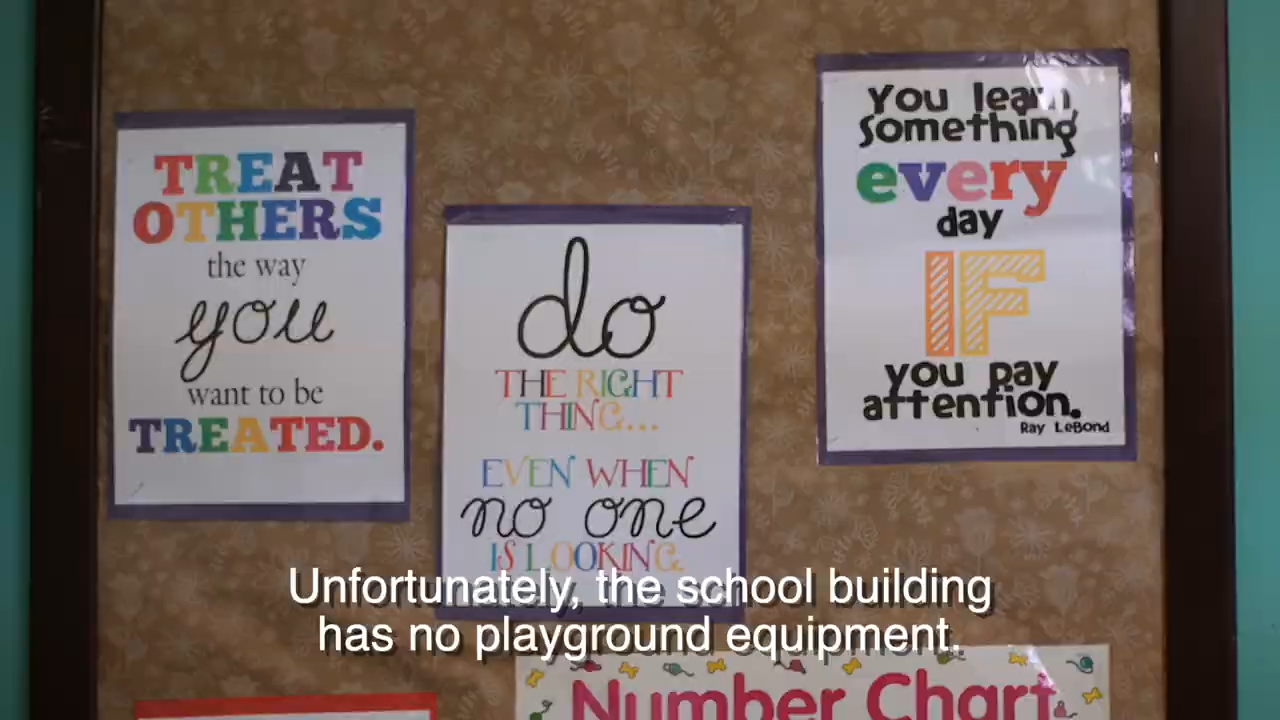 TREAT
OTHERS
the way
you
want to be
TREATED.
do
THE RIGHT
THING...
EVEN WHEN
no one
IS LOOKING.
You learn
something
every
day
IF
you pay
attention.
Ray LeBond
Unfortunately, the school building
has no playground equipment.
Number Chart